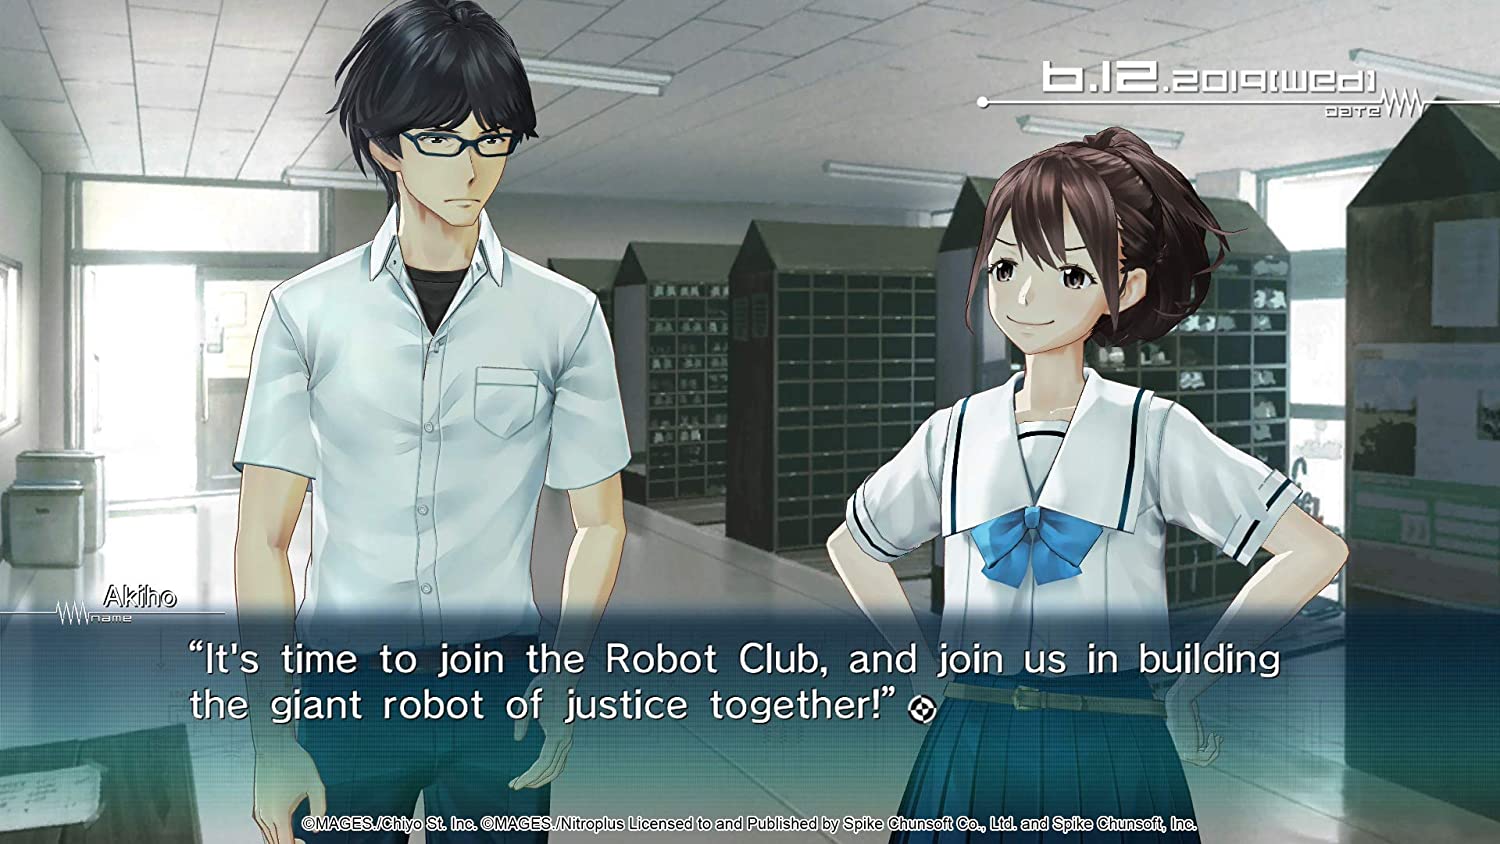 6.12.2019[Wed]
DATE
Akiho
name
“It's time to join the Robot Club, and join us in building
the giant robot of justice together!”
©MAGES./Chiyo St. Inc. ©MAGES./Nitroplus Licensed to and Published by Spike Chunsoft Co., Ltd. and Spike Chunsoft, Inc.